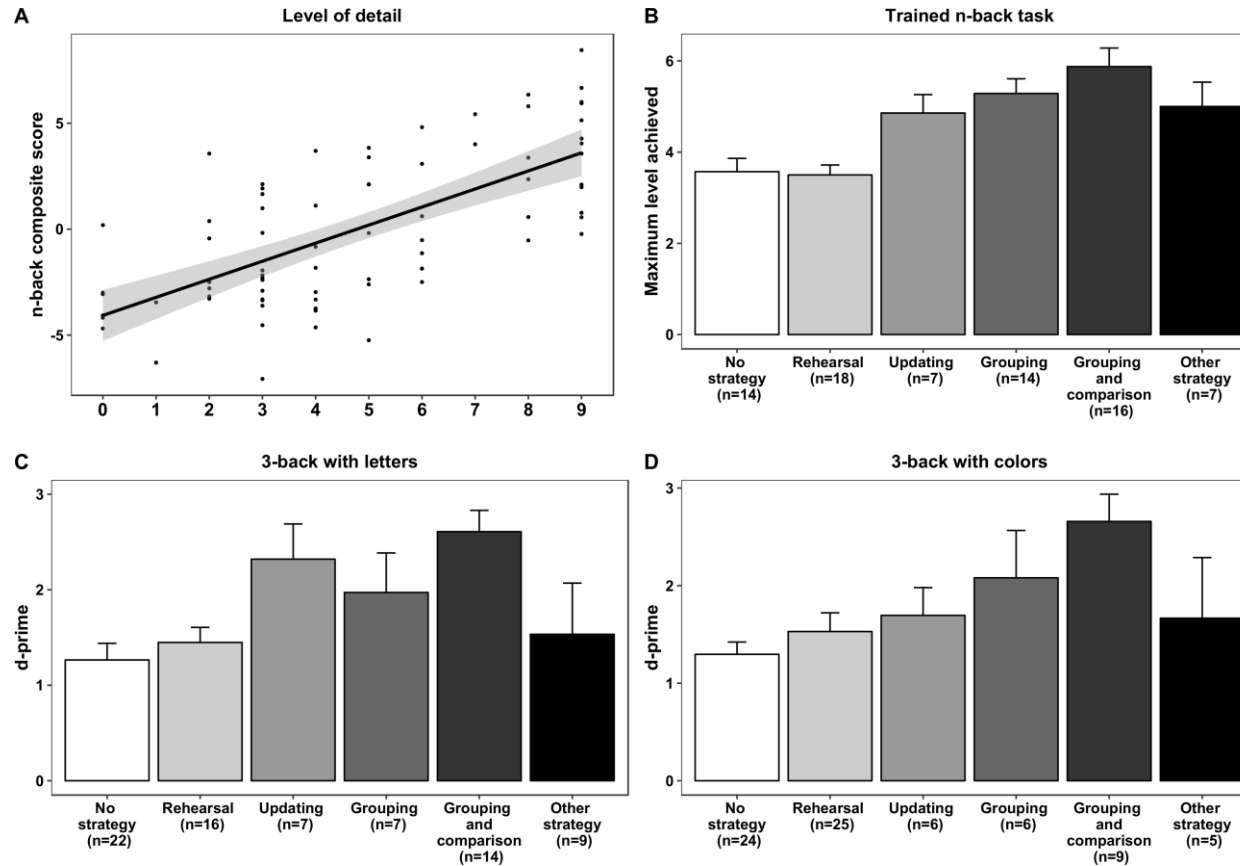 A
Level of detail
n-back composite score
5
0
-5
0 1 2 3 4 5 6 7 8 9
B
Trained n-back task
Maximum level achieved
6
4
2
0
No strategy (n=14)
Rehearsal (n=18)
Updating (n=7)
Grouping (n=14)
Grouping and comparison (n=16)
Other strategy (n=7)
C
3-back with letters
d-prime
3
2
1
0
No strategy (n=22)
Rehearsal (n=16)
Updating (n=7)
Grouping (n=7)
Grouping and comparison (n=14)
Other strategy (n=9)
D
3-back with colors
d-prime
3
2
1
0
No strategy (n=24)
Rehearsal (n=25)
Updating (n=6)
Grouping (n=6)
Grouping and comparison (n=9)
Other strategy (n=5)